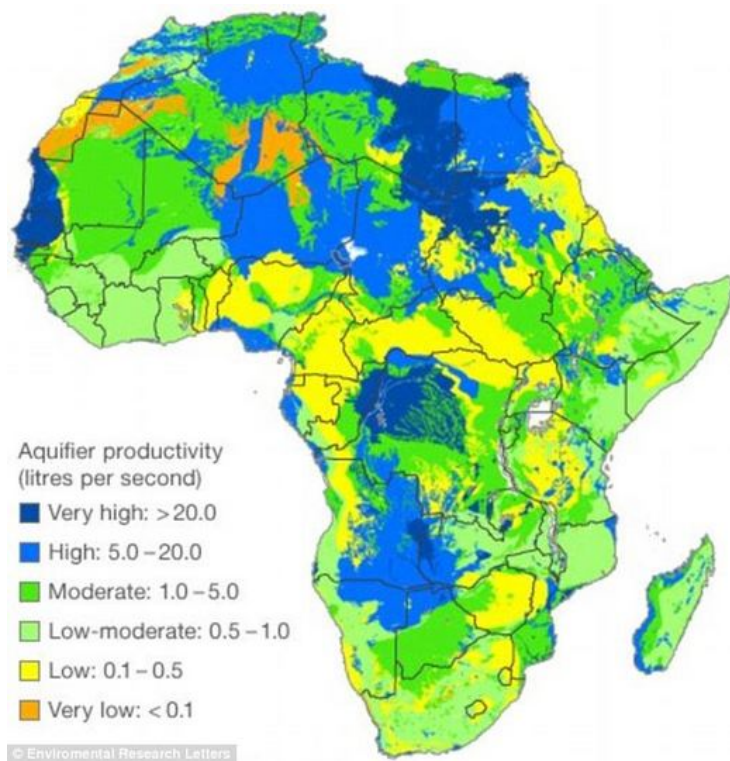 Aquifier productivity
(litres per second)
Very high: >20.0
High: 5.0–20.0
Moderate: 1.0–5.0
Low-moderate: 0.5–1.0
Low: 0.1–0.5
Very low: <0.1
© Enviromental Research Letters